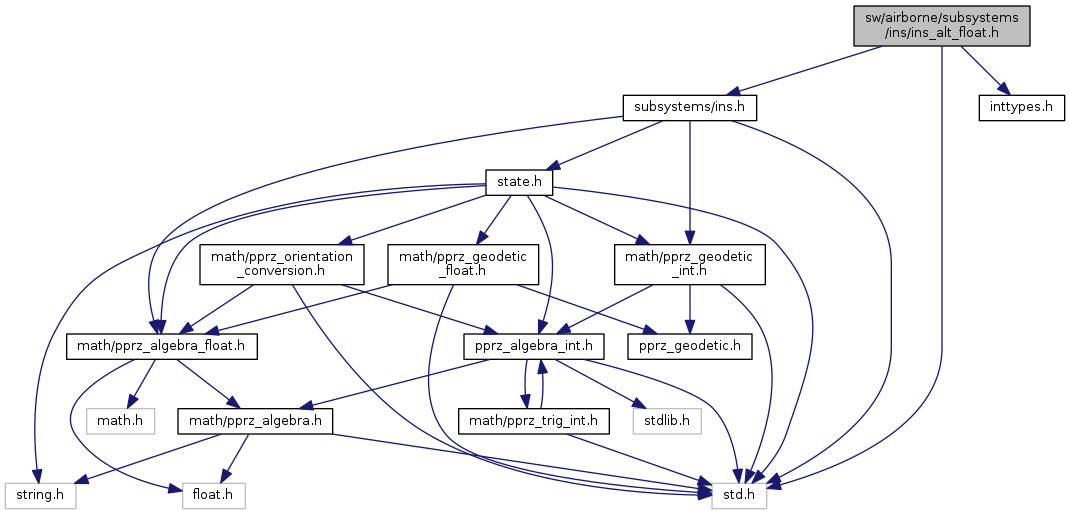 sw/airborne/subsystems
/ins/ins_alt_float.h
subsystems/ins.h
inttypes.h
state.h
math/pprz_orientation
_conversion.h
math/pprz_geodetic
_float.h
math/pprz_geodetic
_int.h
math/pprz_algebra_float.h
pprz_algebra_int.h
pprz_geodetic.h
math.h
math/pprz_algebra.h
math/pprz_trig_int.h
stdlib.h
string.h
float.h
std.h